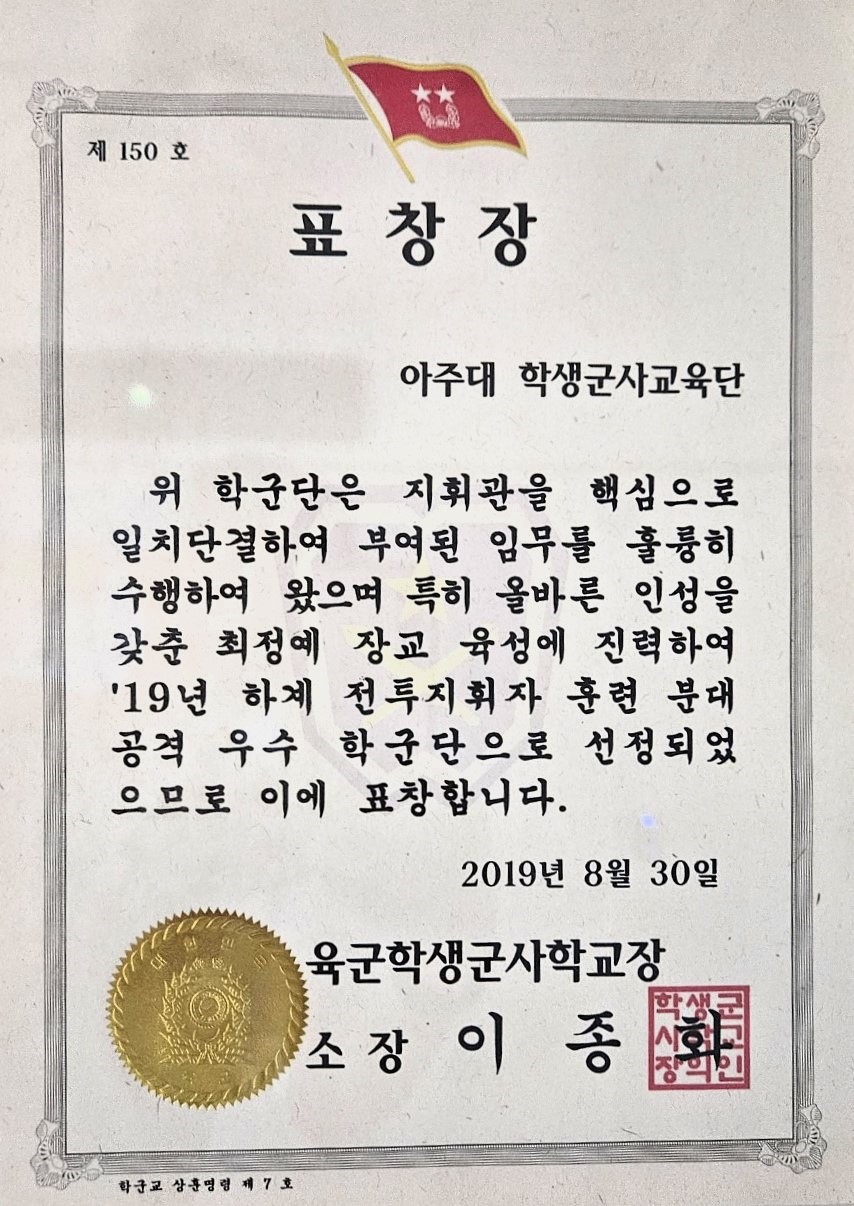 제 150 호
표 창 장
아주대 학생군사교육단
위 학군단은 지휘관을 핵심으로
일치단결하여 부여된 임무를 훌륭히
수행하여 왔으며 특히 올바른 인성을
갖춘 최정예 장교 육성에 진력하여
'19년 하계 전투지휘자 훈련 분대
공격 우수 학군단으로 선정되었
으므로 이에 표창합니다.
2019년 8월 30일
육군학생군사학교장
소 장 이 종 화
학생군
사학교
장의인
학군교 상훈명령 제 7 호